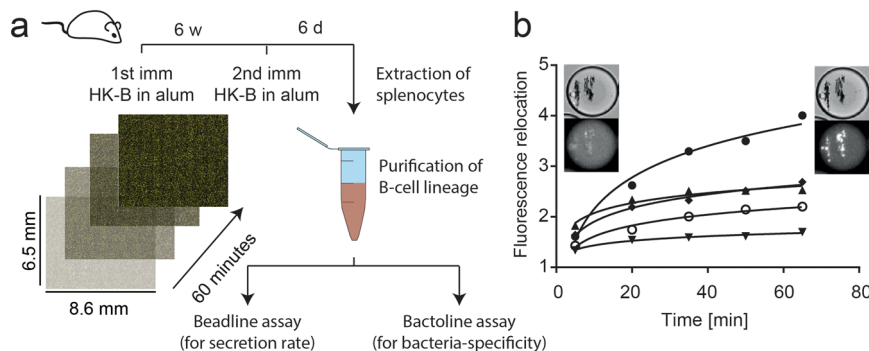 a
6 w
6 d
1st imm
HK-B in alum
2nd imm
HK-B in alum
Extraction of
splenocytes
Purification of
B-cell lineage
6.5 mm
8.6 mm
60 minutes
Beadline assay
(for secretion rate)
Bactoline assay
(for bacteria-specificity)
b
Fluorescence relocation
5
4
3
2
1
0
20
40
60
80
Time [min]